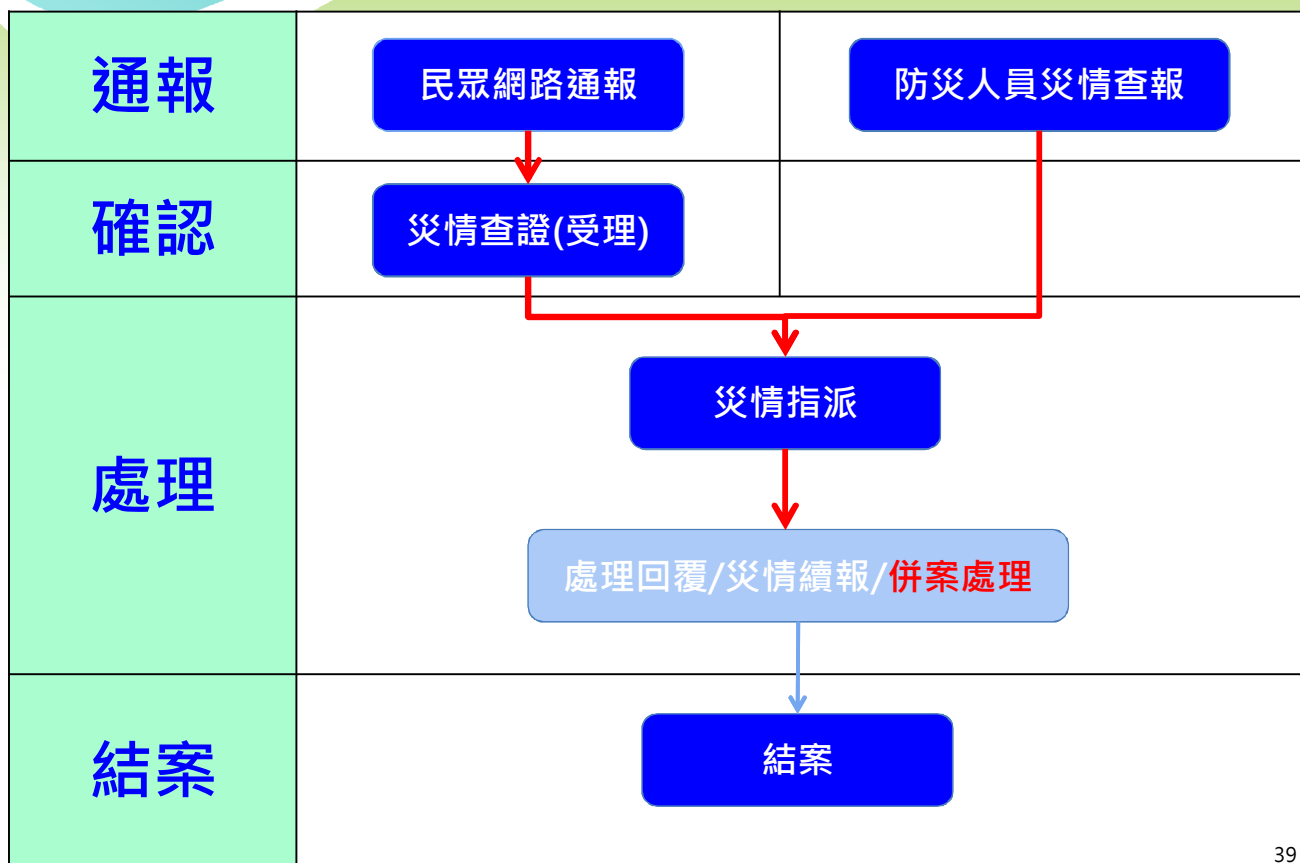 通報
民眾網路通報
防災人員災情查報
確認
災情查證(受理)
處理
災情指派
處理回覆/災情續報/併案處理
結案
結案
39